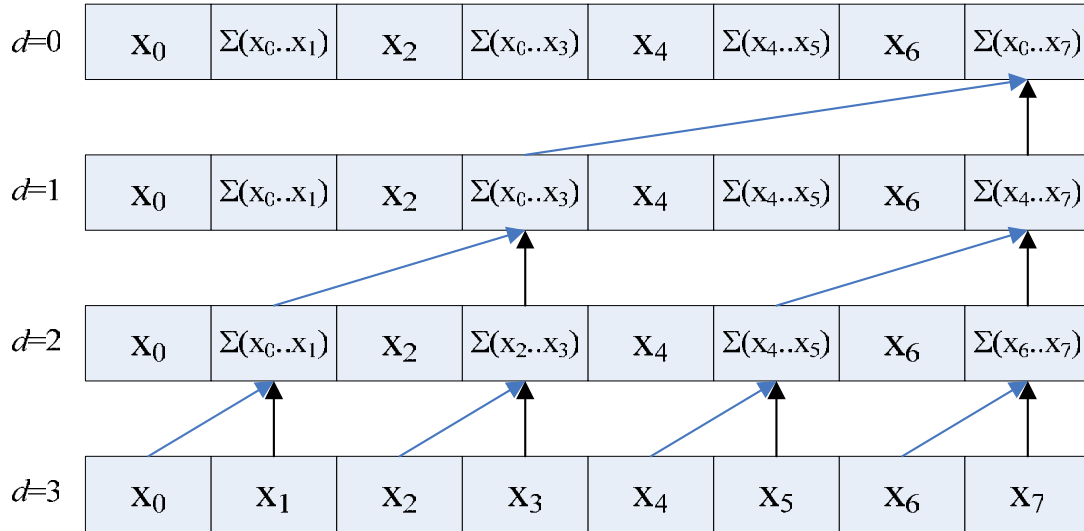 d=0 x₀ Σ(x₀..x₁) x₂ Σ(x₀..x₃) x₄ Σ(x₄..x₅) x₆ Σ(x₀..x₇)
d=1 x₀ Σ(x₀..x₁) x₂ Σ(x₀..x₃) x₄ Σ(x₄..x₅) x₆ Σ(x₄..x₇)
d=2 x₀ Σ(x₀..x₁) x₂ Σ(x₂..x₃) x₄ Σ(x₄..x₅) x₆ Σ(x₆..x₇)
d=3 x₀ x₁ x₂ x₃ x₄ x₅ x₆ x₇